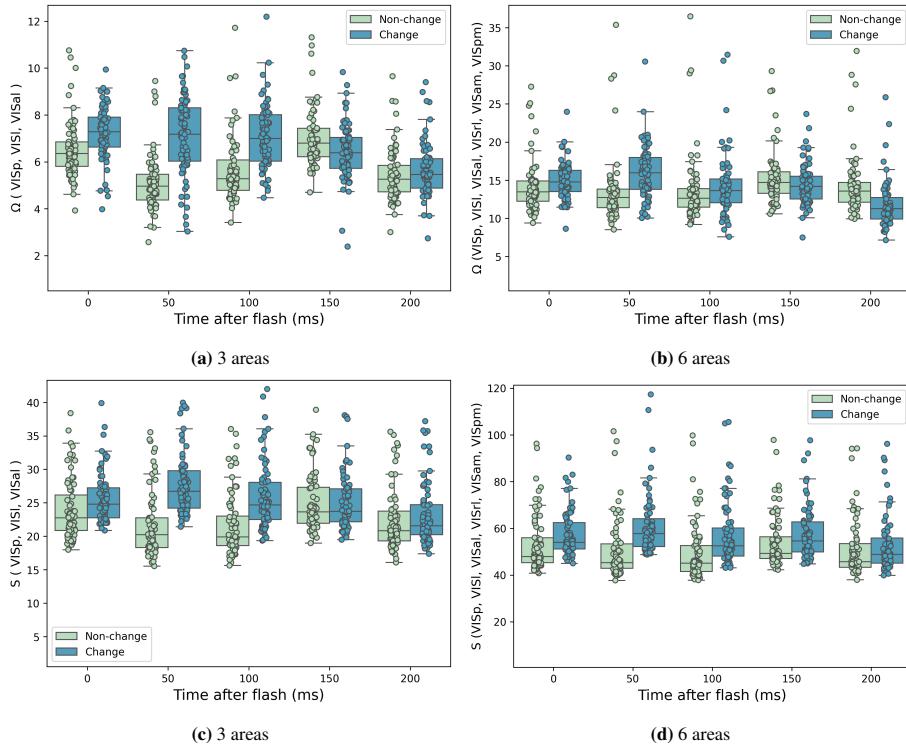 Ω ( VISp, VISl, VISal )
12
10
8
6
4
2
Non-change
Change
0
50
100
150
200
Time after flash (ms)
(a) 3 areas
Ω (VISp, VISl, VISal, VISrl, VISam, VISpm)
35
30
25
20
15
10
5
Non-change
Change
0
50
100
150
200
Time after flash (ms)
(b) 6 areas
S (VISp, VISl, VISal)
40
35
30
25
20
15
10
5
Non-change
Change
0
50
100
150
200
Time after flash (ms)
(c) 3 areas
S (VISp, VISl, VISal, VISrl, VISam, VISpm)
120
100
80
60
40
20
Non-change
Change
0
50
100
150
200
Time after flash (ms)
(d) 6 areas